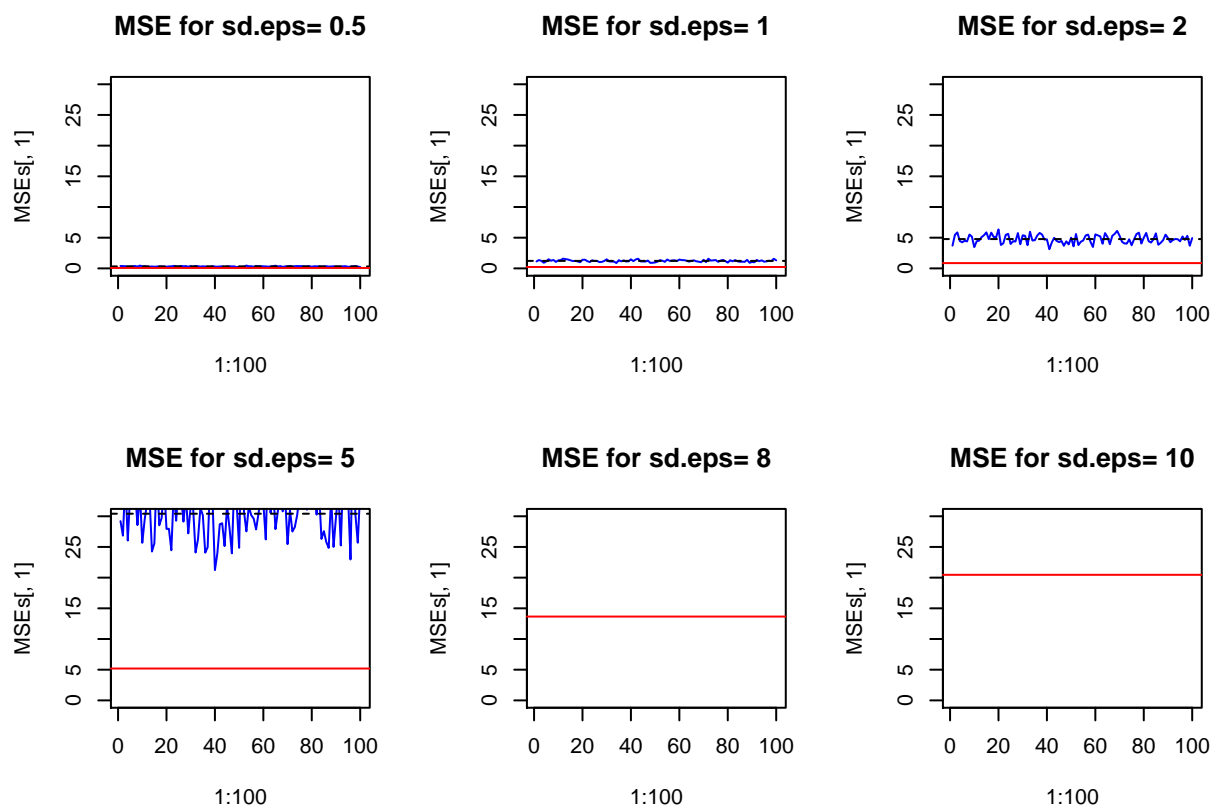 MSE for sd.eps= 0.5
MSE for sd.eps= 1
MSE for sd.eps= 2
MSEs[, 1]
0 5 15 25
0 20 40 60 80 100
1:100
MSEs[, 1]
0 5 15 25
0 20 40 60 80 100
1:100
MSEs[, 1]
0 5 15 25
0 20 40 60 80 100
1:100
MSE for sd.eps= 5
MSE for sd.eps= 8
MSE for sd.eps= 10
MSEs[, 1]
0 5 15 25
0 20 40 60 80 100
1:100
MSEs[, 1]
0 5 15 25
0 20 40 60 80 100
1:100
MSEs[, 1]
0 5 15 25
0 20 40 60 80 100
1:100